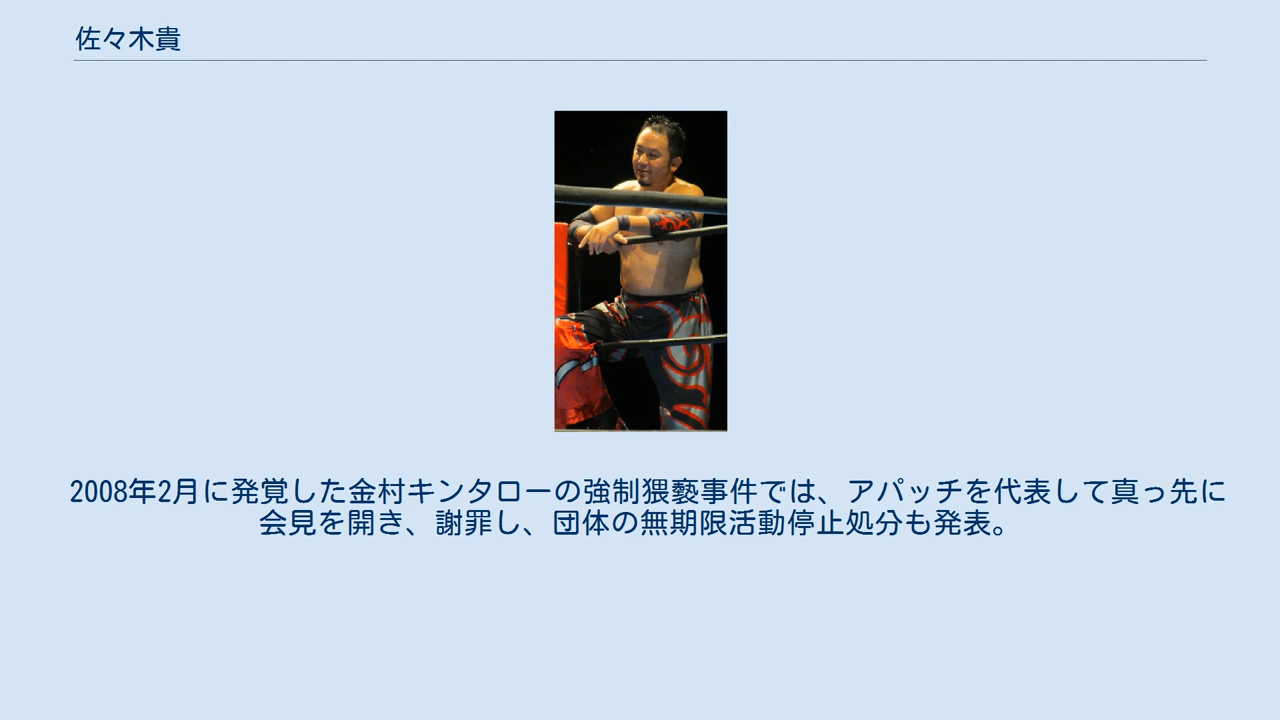 佐々木貴
2008年2月に発覚した金村キンタローの強制猥褻事件では、アパッチを代表して真っ先に
会見を開き、謝罪し、団体の無期限活動停止処分も発表。